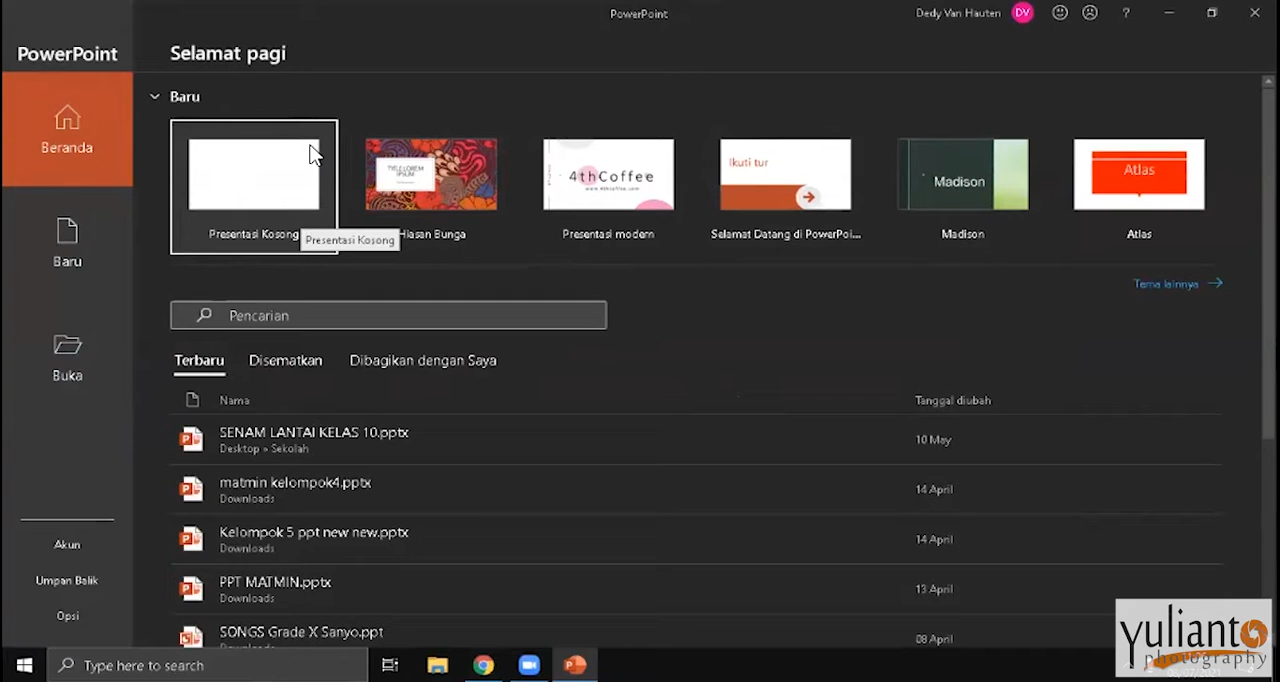 PowerPoint
Dedy Van Hauten
DV
?
PowerPoint
Selamat pagi
Beranda
Baru
Buka
Akun
Umpan Balik
Opsi
Baru
TITLE LOREM
IPSUM
4thCoffee
www.4thcoffee.com
Ikuti tur
Madison
Atlas
Presentasi Kosong
Presentasi Kosong
Hiasan Bunga
Presentasi modern
Selamat Datang di PowerPoi...
Madison
Atlas
Tema lainnya
Pencarian
Terbaru Disematkan Dibagikan dengan Saya
Nama Tanggal diubah
SENAM LANTAI KELAS 10.pptx
Desktop » Sekolah
10 May
matmin kelompok4.pptx
Downloads
14 April
Kelompok 5 ppt new new.pptx
Downloads
14 April
PPT MATMIN.pptx
Downloads
13 April
SONGS Grade X Sanyo.ppt
Downloads
08 April
Type here to search
yulianto
photography